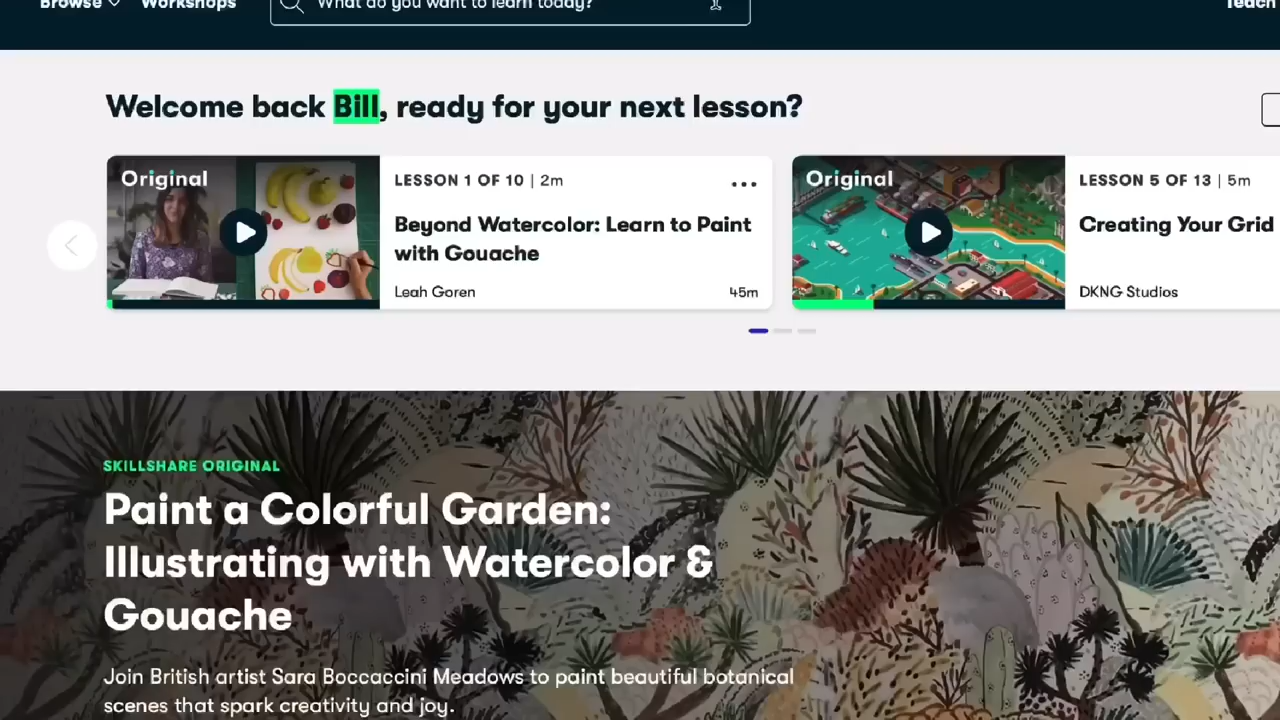 Browse Workshops What do you want to learn today? Teach
Welcome back Bill, ready for your next lesson?
Original
LESSON 1 OF 10 | 2m
Beyond Watercolor: Learn to Paint
with Gouache
Leah Goren 45m
Original
LESSON 5 OF 13 | 5m
Creating Your Grid
DKNG Studios
SKILLSHARE ORIGINAL
Paint a Colorful Garden:
Illustrating with Watercolor &
Gouache
Join British artist Sara Boccaccini Meadows to paint beautiful botanical
scenes that spark creativity and joy.